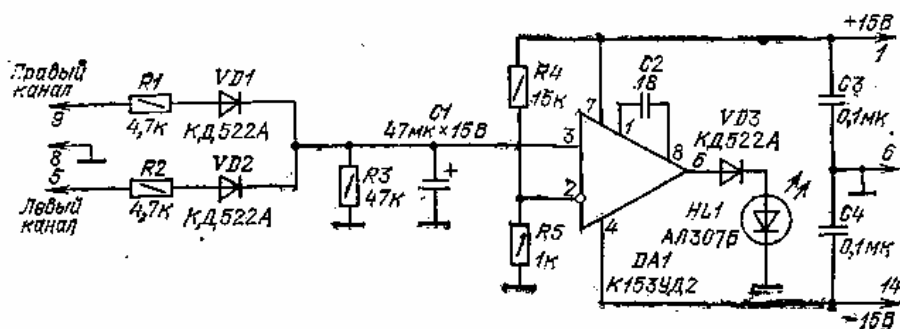 Правый канал
9
R1
4,7к
VD1
КД522А
8
5
Левый канал
R2
4,7к
VD2
КД522А
R3
47к
C1
47мк×15В
+
R4
15к
R5
1к
3
2
7
1
C2
18
8
6
4
DA1
К153УД2
VD3
КД522А
HL1
АЛ307Б
+15В
1
C3
0,1мк
6
C4
0,1мк
14
-15В